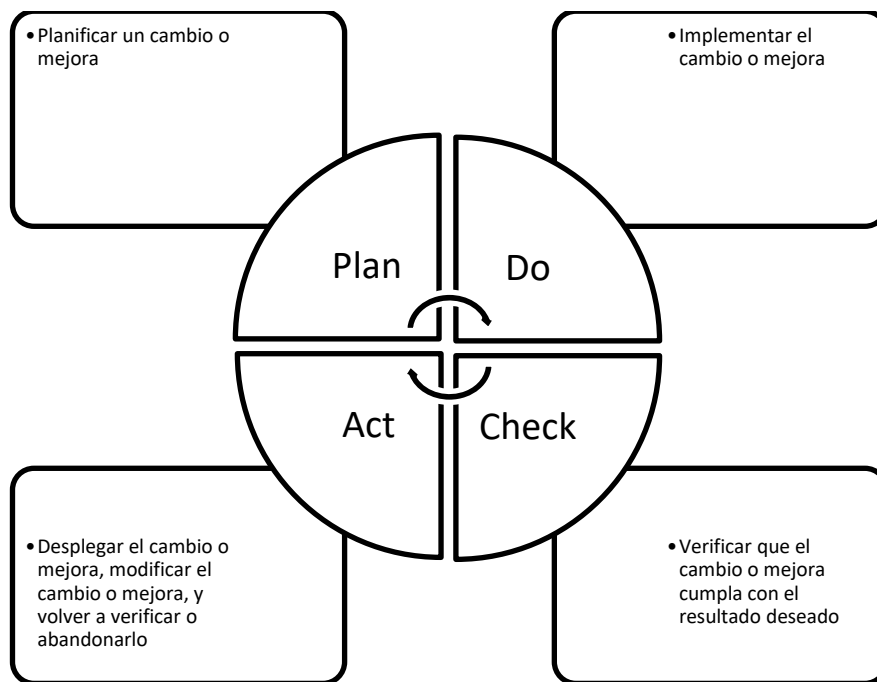 •Planificar un cambio o
mejora
•Implementar el
cambio o mejora
Plan
Do
Act
Check
•Desplegar el cambio o
mejora, modificar el
cambio o mejora, y
volver a verificar o
abandonarlo
•Verificar que el
cambio o mejora
cumpla con el
resultado deseado